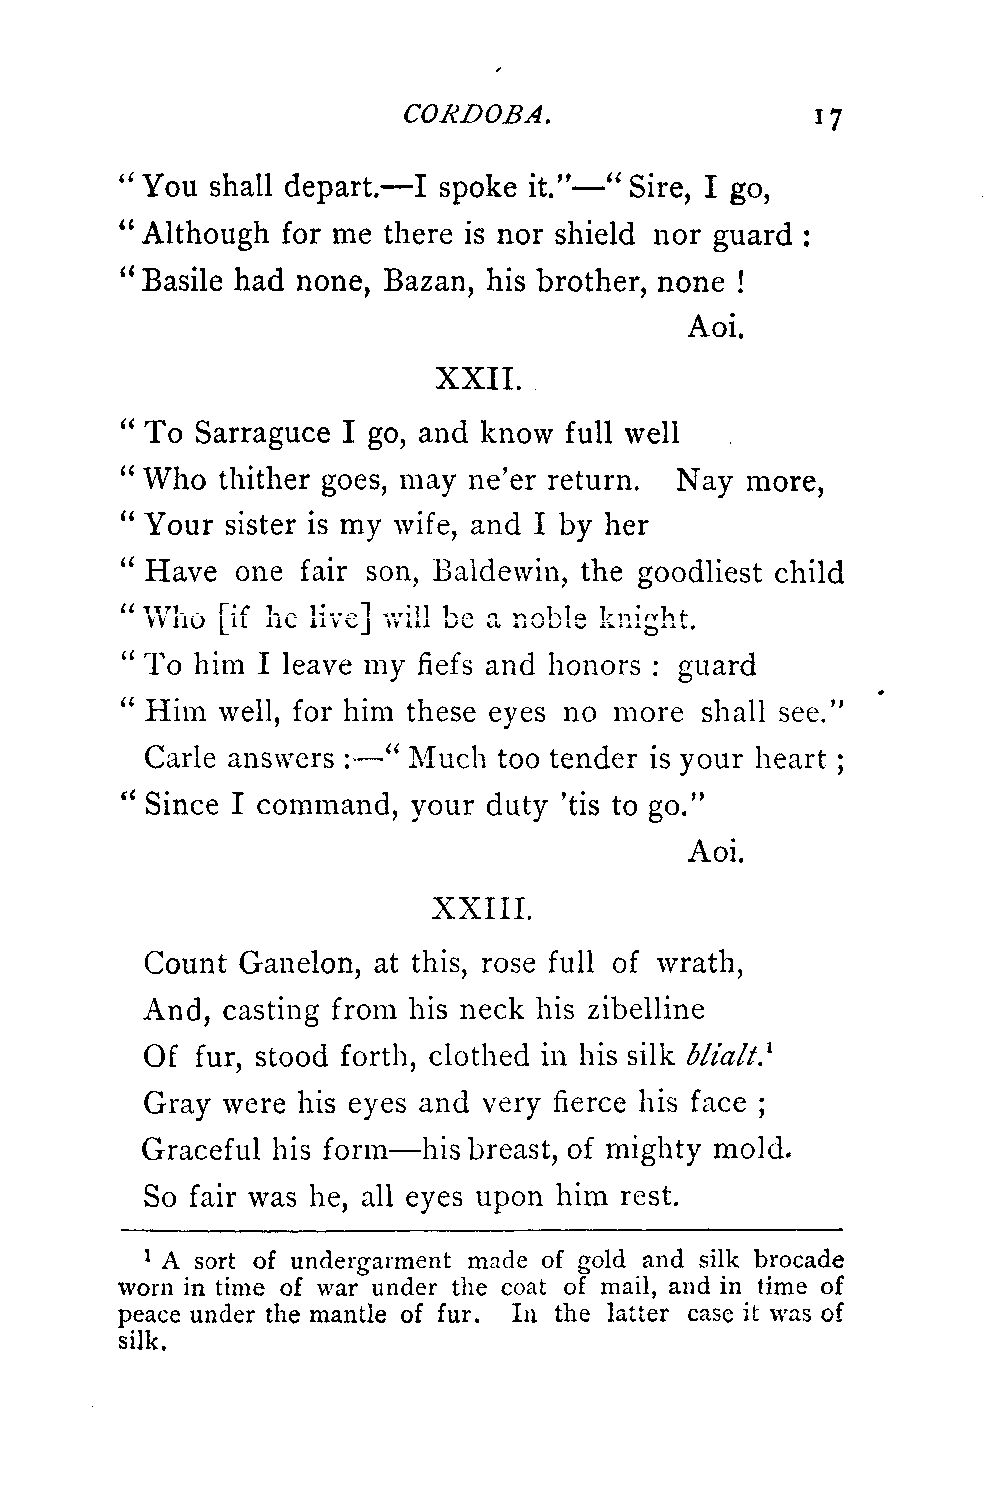 CORDOBA. 17
“You shall depart.—I spoke it.”—“Sire, I go,
“Although for me there is nor shield nor guard :
“Basile had none, Bazan, his brother, none !
Aoi.
XXII.
“To Sarraguce I go, and know full well
“Who thither goes, may ne’er return. Nay more,
“Your sister is my wife, and I by her
“Have one fair son, Baldewin, the goodliest child
“Who [if he live] will be a noble knight.
“To him I leave my fiefs and honors : guard
“Him well, for him these eyes no more shall see.”
Carle answers :—“Much too tender is your heart ;
“Since I command, your duty ’tis to go.”
Aoi.
XXIII.
Count Ganelon, at this, rose full of wrath,
And, casting from his neck his zibelline
Of fur, stood forth, clothed in his silk blialt.¹
Gray were his eyes and very fierce his face ;
Graceful his form—his breast, of mighty mold.
So fair was he, all eyes upon him rest.
¹ A sort of undergarment made of gold and silk brocade
worn in time of war under the coat of mail, and in time of
peace under the mantle of fur. In the latter case it was of
silk.